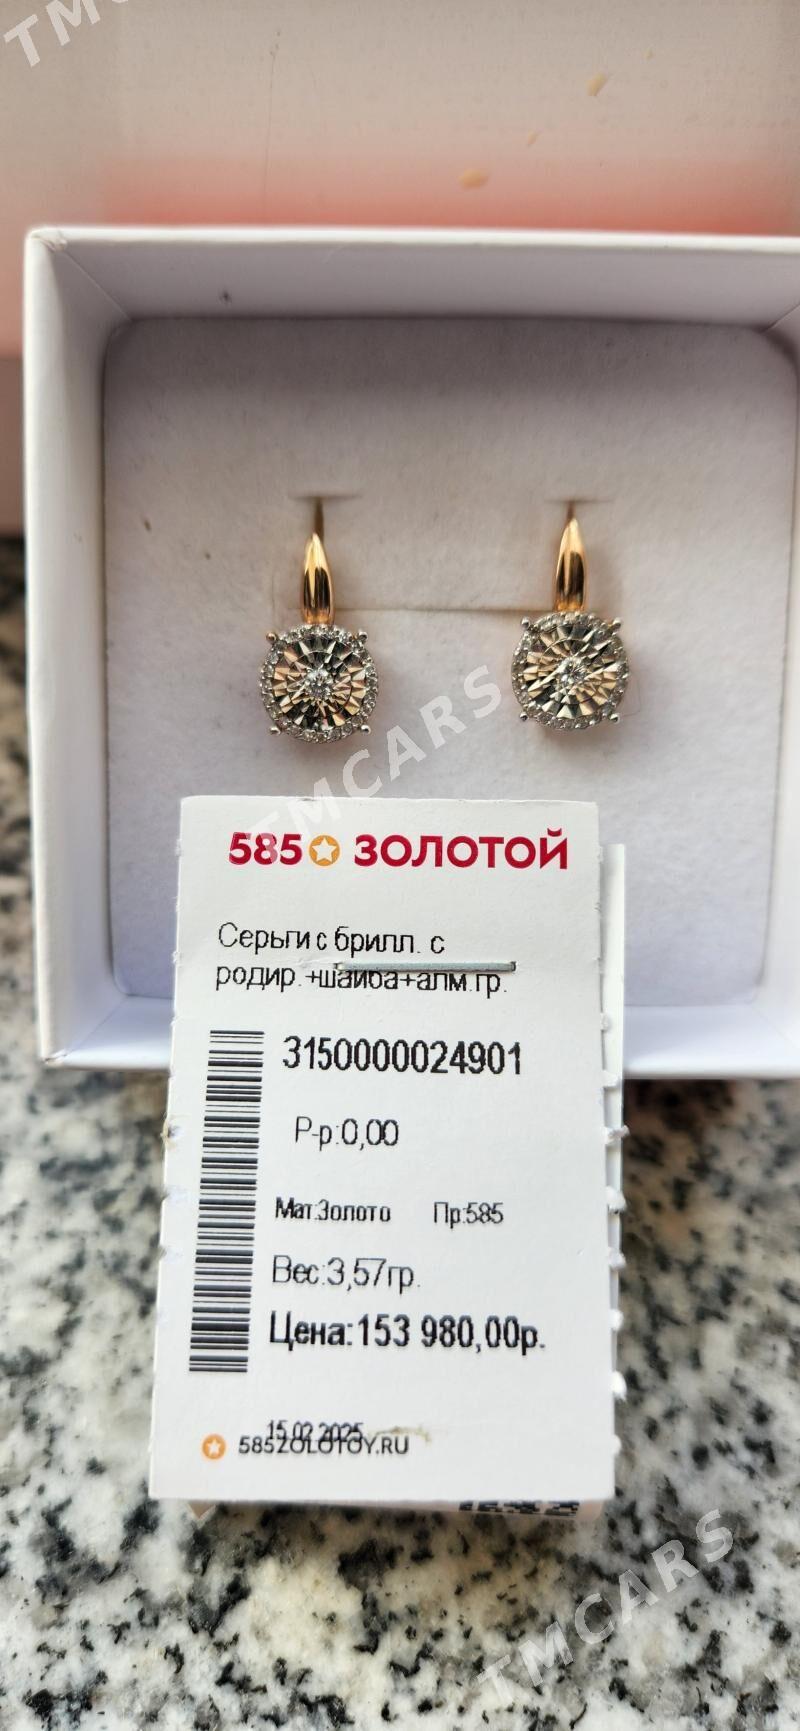 TMCARS
TMCARS
585 ЗОЛОТОЙ
Серьги с брилл. с
родир.+шайба+алм.гр.
3150000024901
Р-р:0,00
Мат:Золото Пр:585
Вес:3,57гр.
Цена:153 980,00р.
15.02.2025
585ZOLOTOY.RU
TMCARS